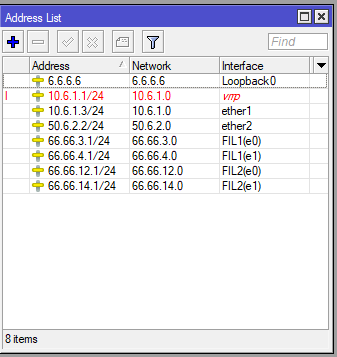 Address List
Find
Address Network Interface
6.6.6.6 6.6.6.6 Loopback0
I 10.6.1.1/24 10.6.1.0
10.6.1.3/24 10.6.1.0 ether1
50.6.2.2/24 50.6.2.0 ether2
66.66.3.1/24 66.66.3.0 FIL1(e0)
66.66.4.1/24 66.66.4.0 FIL1(e1)
66.66.12.1/24 66.66.12.0 FIL2(e0)
66.66.14.1/24 66.66.14.0 FIL2(e1)
8 items